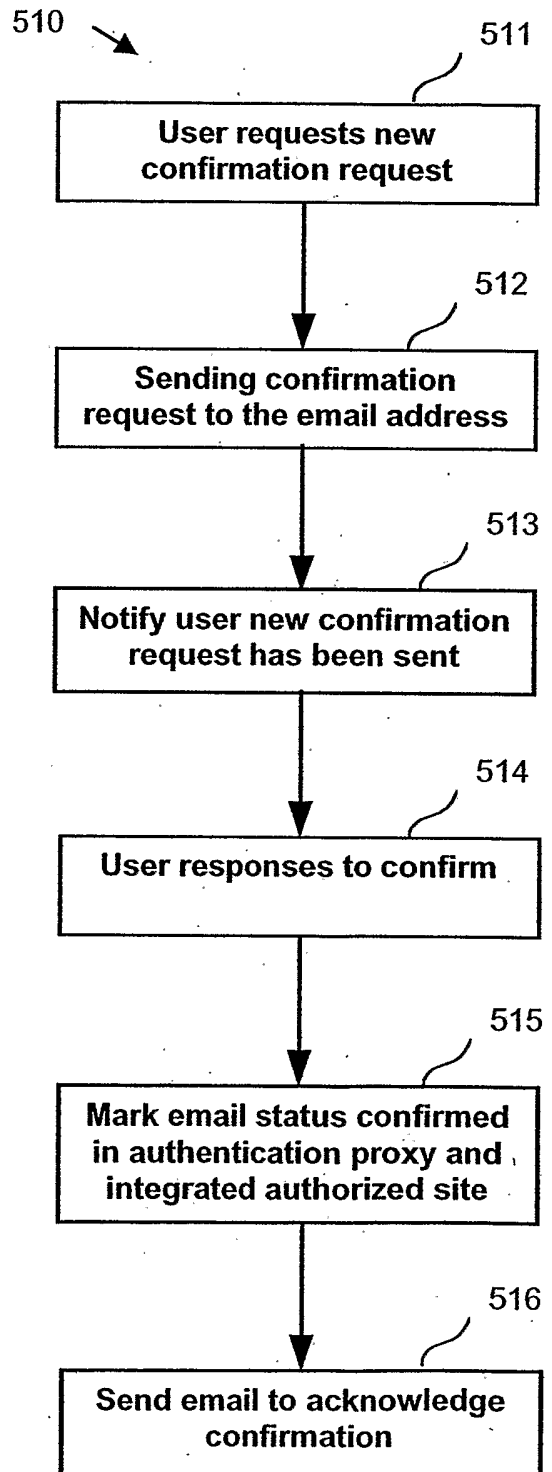 510
511
User requests new
confirmation request
512
Sending confirmation
request to the email address
513
Notify user new confirmation
request has been sent
514
User responses to confirm
515
Mark email status confirmed
in authentication proxy and
integrated authorized site
516
Send email to acknowledge
confirmation